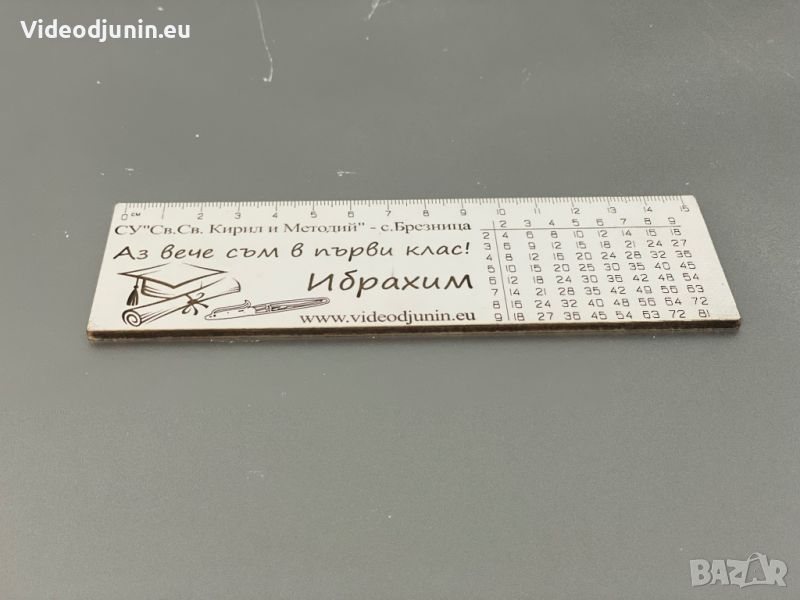 Videodjunin.eu
0 см 1 2 3 4 5 6 7 8 9 10 11 12 13 14 15
СУ"Св.Св. Кирил и Методий" - с.Брезница
Аз вече съм в първи клас!
Ибрахим
www.videodjunin.eu
2 3 4 5 6 7 8 9
2 4 6 8 10 12 14 16 18
3 6 9 12 15 18 21 24 27
4 8 12 16 20 24 28 32 36
5 10 15 20 25 30 35 40 45
6 12 18 24 30 36 42 48 54
7 14 21 28 35 42 49 56 63
8 16 24 32 40 48 56 64 72
9 18 27 36 45 54 63 72 81
BAZAR